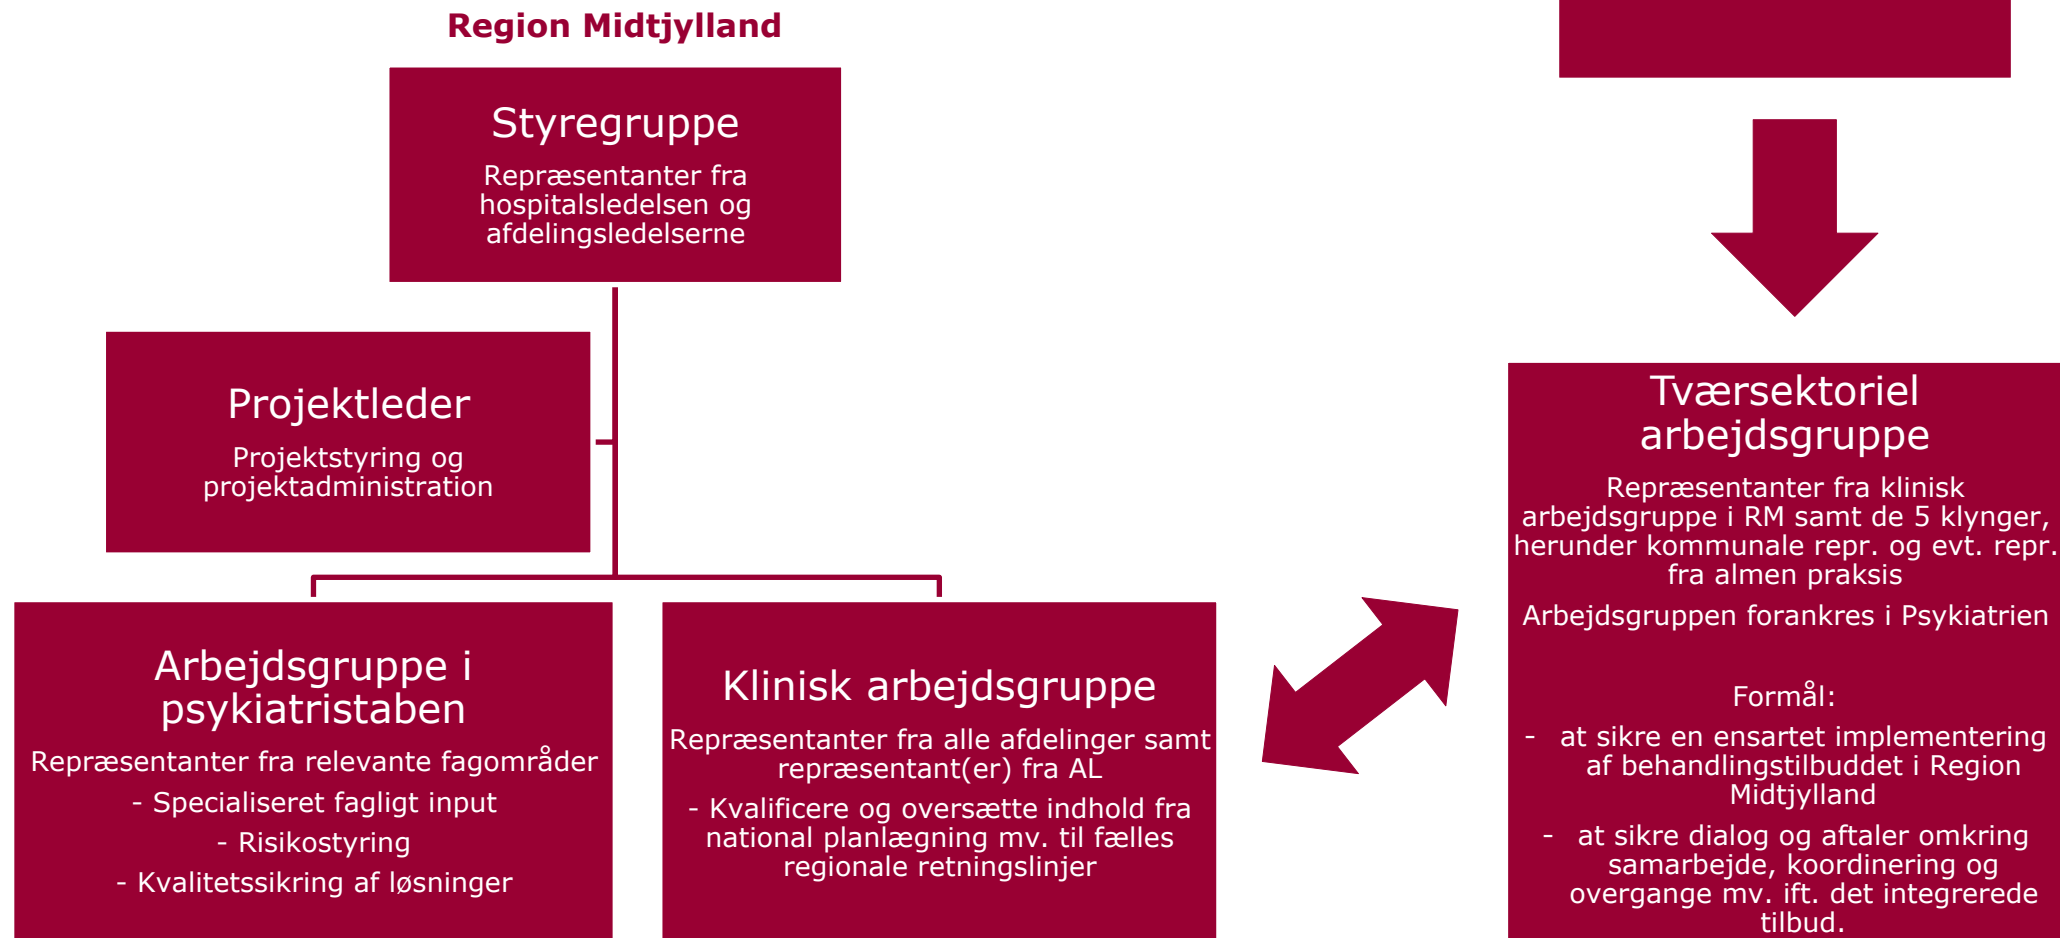 Region Midtjylland
Styregruppe
Repræsentanter fra
hospitalsledelsen og
afdelingsledelserne
Projektleder
Projektstyring og
projektadministration
Arbejdsgruppe i
psykiatristaben
Repræsentanter fra relevante fagområder
- Specialiseret fagligt input
- Risikostyring
- Kvalitetssikring af løsninger
Klinisk arbejdsgruppe
Repræsentanter fra alle afdelinger samt
repræsentant(er) fra AL
- Kvalificere og oversætte indhold fra
national planlægning mv. til fælles
regionale retningslinjer
Tværsektoriel
arbejdsgruppe
Repræsentanter fra klinisk
arbejdsgruppe i RM samt de 5 klynger,
herunder kommunale repr. og evt. repr.
fra almen praksis
Arbejdsgruppen forankres i Psykiatrien
Formål:
- at sikre en ensartet implementering
af behandlingstilbuddet i Region
Midtjylland
- at sikre dialog og aftaler omkring
samarbejde, koordinering og
overgange mv. ift. det integrerede
tilbud.